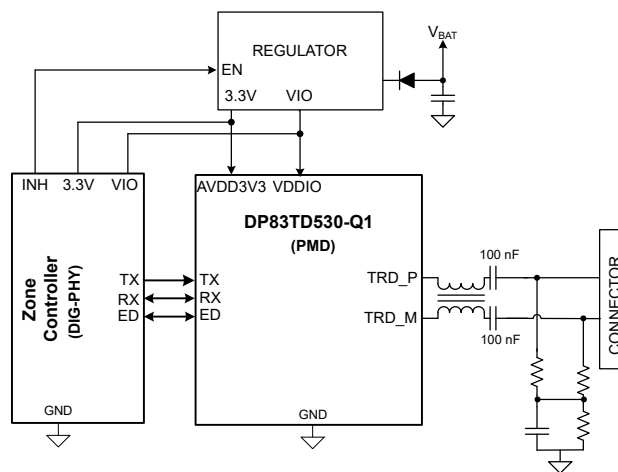 REGULATOR
V_BAT
EN
3.3V VIO
INH 3.3V VIO
AVDD3V3 VDDIO
DP83TD530-Q1
(PMD)
Zone
Controller
(DIG-PHY)
TX
RX
ED
TX
RX
ED
TRD_P
TRD_M
100 nF
100 nF
CONNECTOR
GND
GND